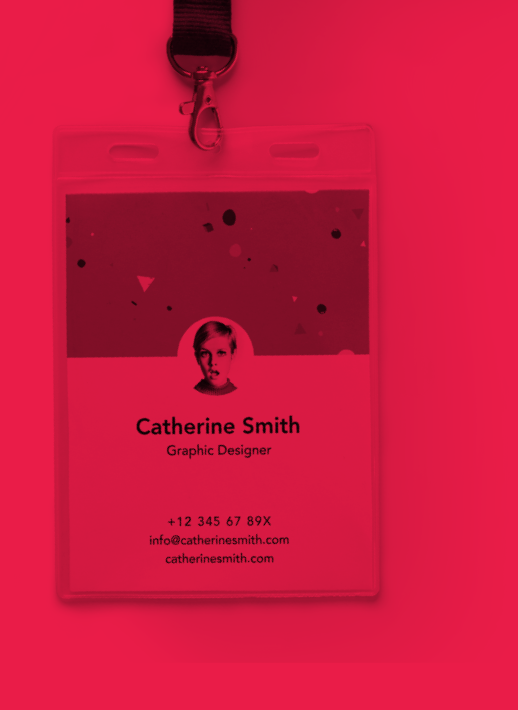 Catherine Smith
Graphic Designer
+12 345 67 89X
info@catherinesmith.com
catherinesmith.com